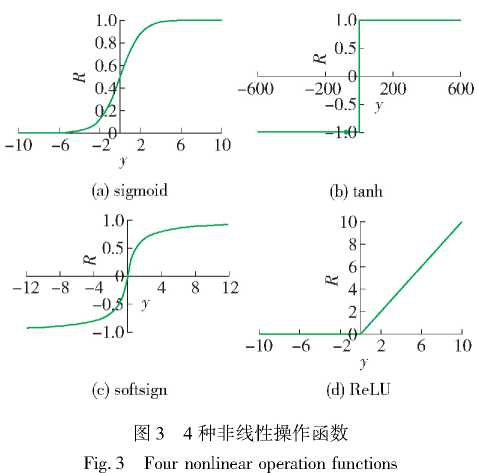 1.0
0.8
0.6
0.4
0.2
0
R
-10 -6 -2 2 6 10
y
(a) sigmoid
1.0
0.5
0
-0.5
-1.0
R
-600 -200 200 600
y
(b) tanh
1.0
0.5
0
-0.5
-1.0
R
-12 -8 -4 4 8 12
y
(c) softsign
10
8
6
4
2
0
R
-10 -6 -2 2 6 10
y
(d) ReLU
图 3 4 种非线性操作函数
Fig. 3 Four nonlinear operation functions